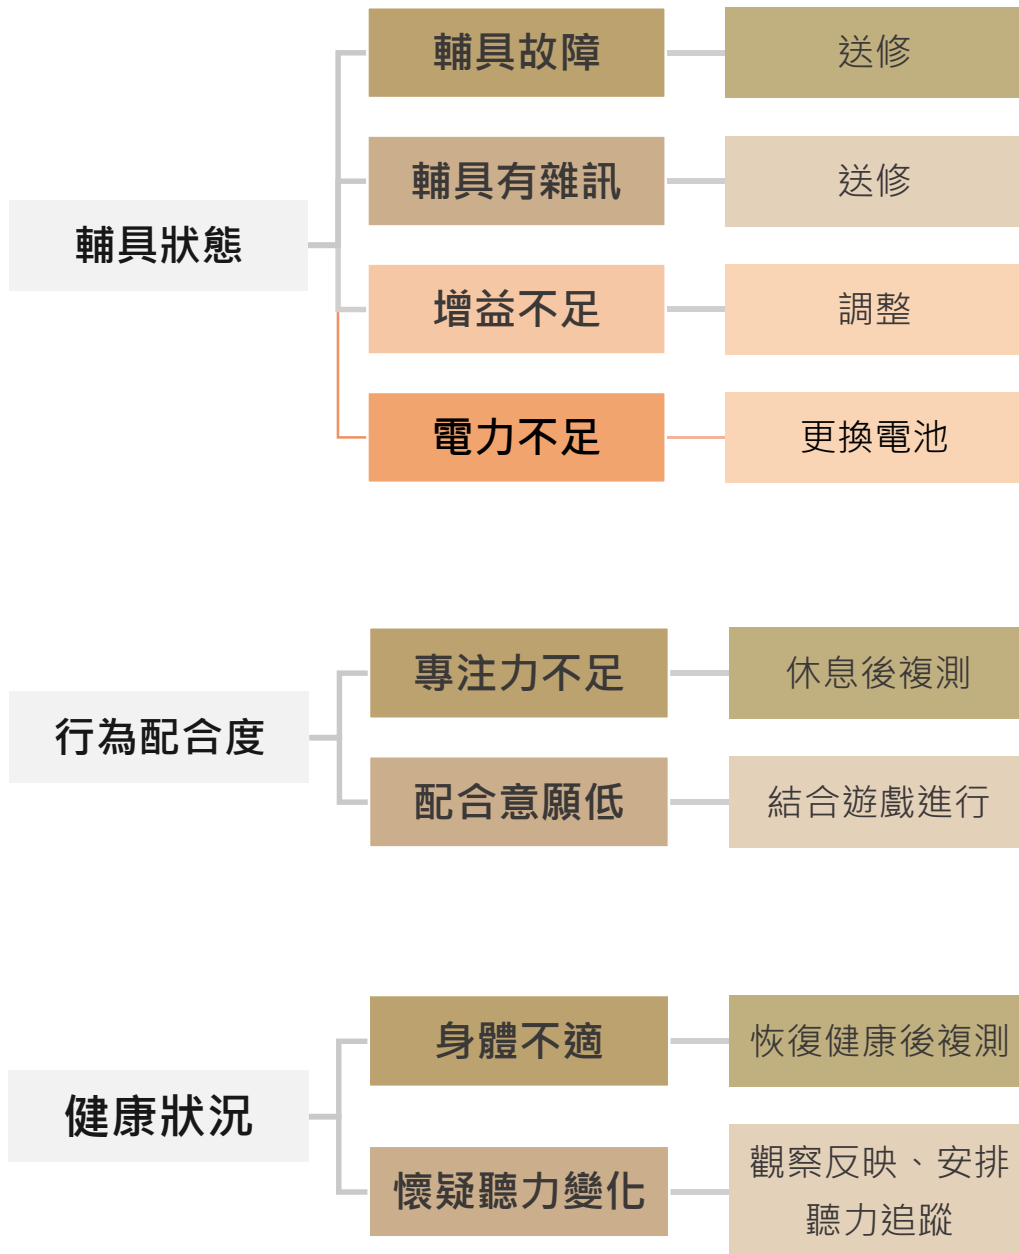 輔具狀態
輔具故障
送修
輔具有雜訊
送修
增益不足
調整
電力不足
更換電池
行為配合度
專注力不足
休息後複測
配合意願低
結合遊戲進行
健康狀況
身體不適
恢復健康後複測
懷疑聽力變化
觀察反映、安排
聽力追蹤